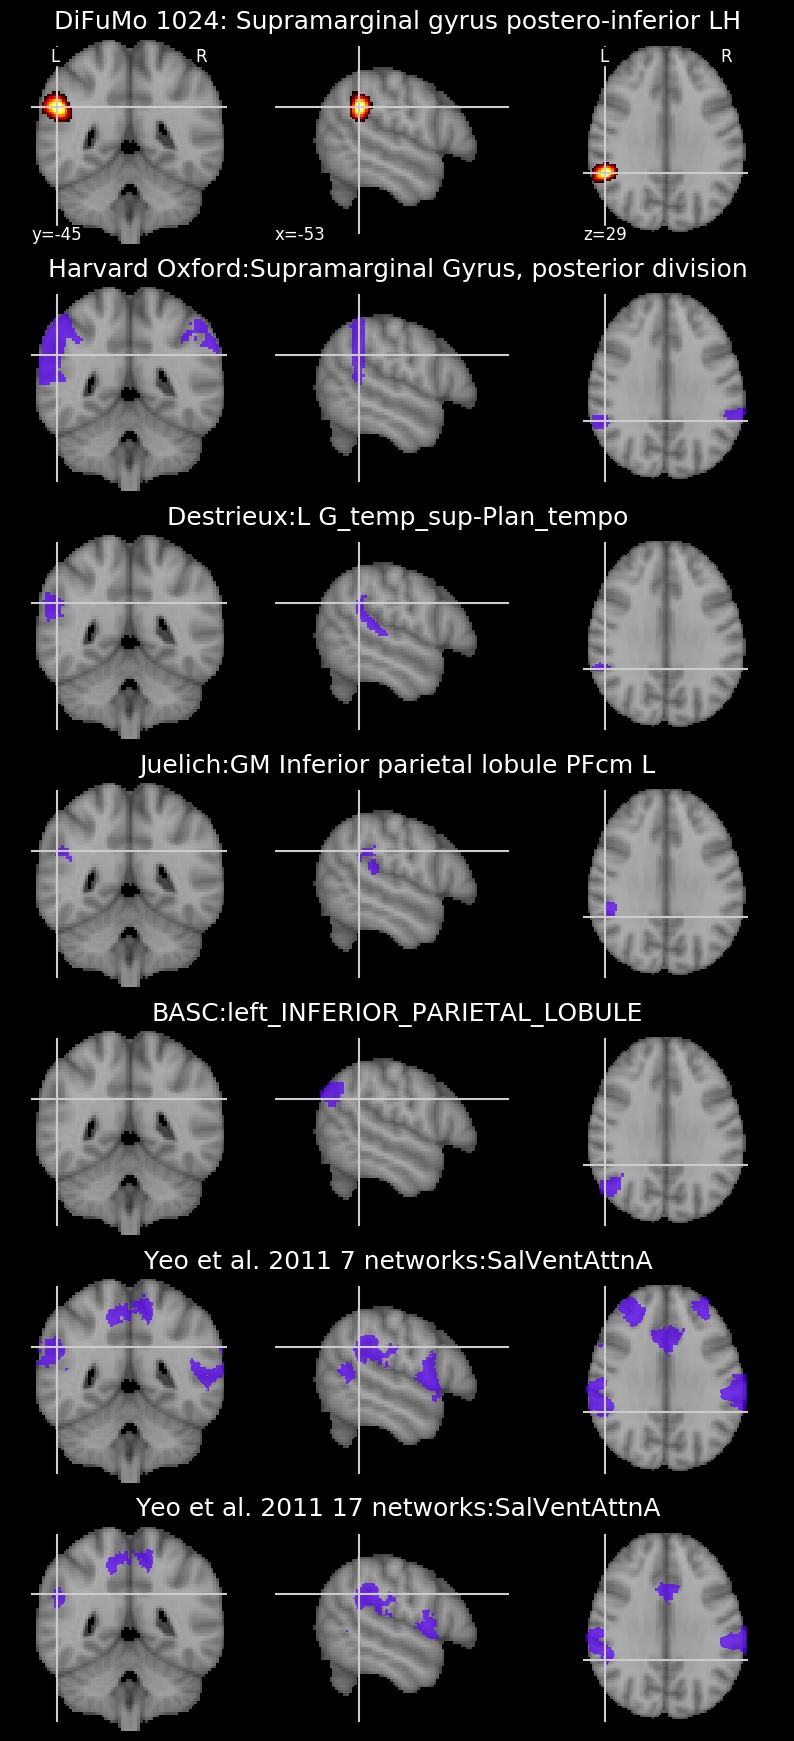 DiFuMo 1024: Supramarginal gyrus postero-inferior LH
L R L R
y=-45 x=-53 z=29
Harvard Oxford:Supramarginal Gyrus, posterior division
Destrieux:L G_temp_sup-Plan_tempo
Juelich:GM Inferior parietal lobule PFcm L
BASC:left_INFERIOR_PARIETAL_LOBULE
Yeo et al. 2011 7 networks:SalVentAttnA
Yeo et al. 2011 17 networks:SalVentAttnA